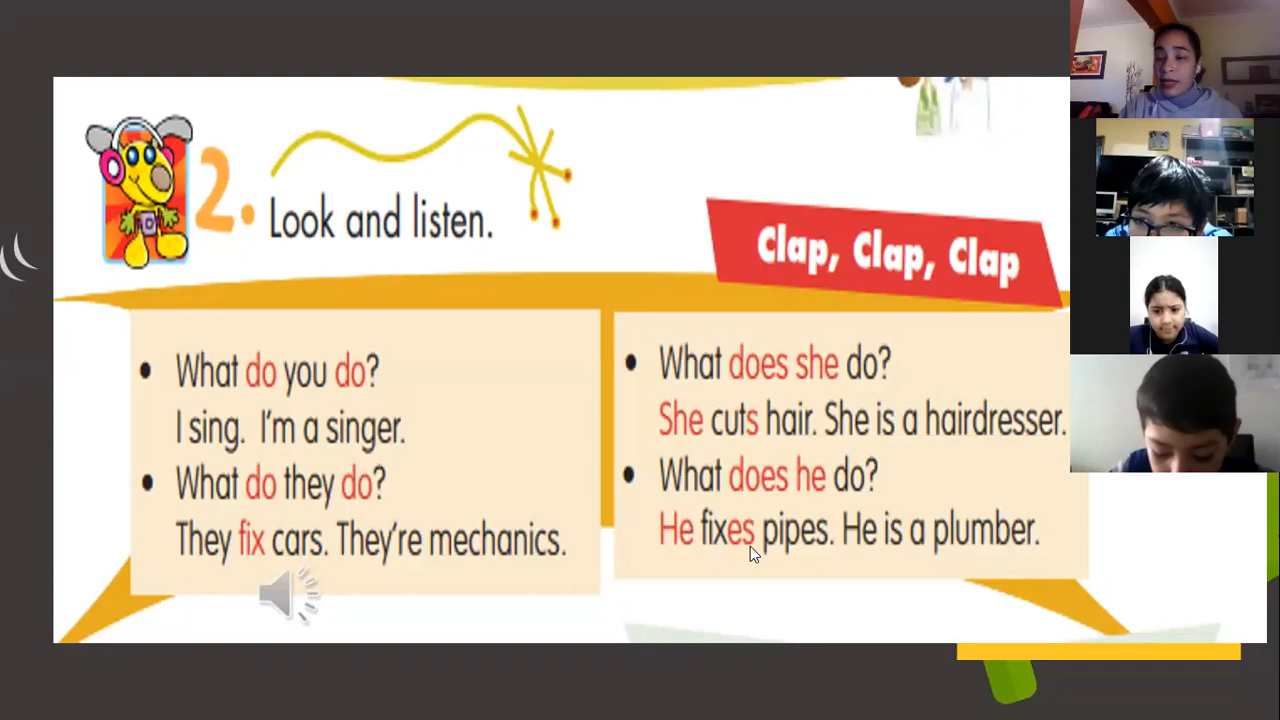 2. Look and listen.
Clap, Clap, Clap
• What do you do?
I sing. I'm a singer.
• What do they do?
They fix cars. They're mechanics.
• What does she do?
She cuts hair. She is a hairdresser.
• What does he do?
He fixes pipes. He is a plumber.